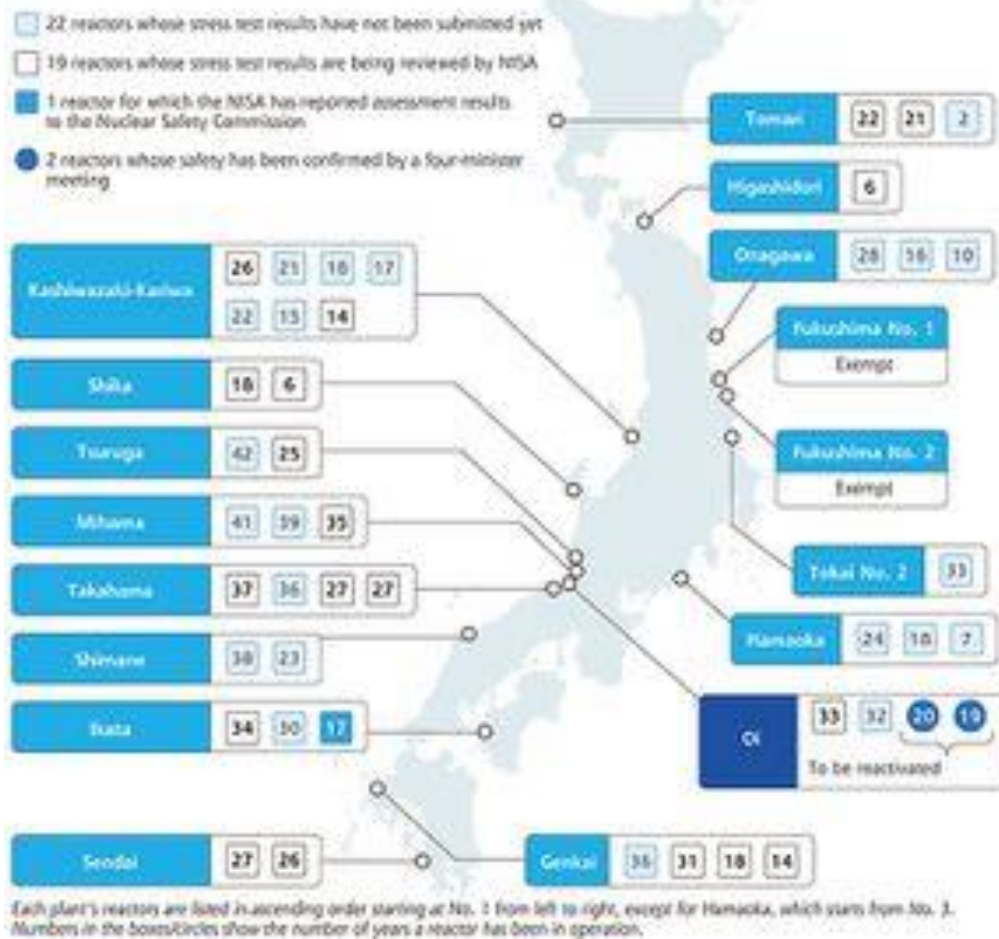 22 reactors whose stress test results have not been submitted yet
19 reactors whose stress test results are being reviewed by NISA
1 reactor for which the NISA has reported assessment results
to the Nuclear Safety Commission
2 reactors whose safety has been confirmed by a four-minister
meeting
Tomari 22 21 2
Higashidori 6
Onagawa 28 16 10
Kashiwazaki-Kariwa 26 21 18 17
22 15 14
Fukushima No. 1
Exempt
Shika 18 6
Tsuruga 42 25
Fukushima No. 2
Exempt
Mihama 41 39 35
Tokai No. 2 33
Takahama 37 36 27 27
Hamaoka 24 18 7
Shimane 38 23
Ikata 34 30 17
Oi 33 32 20 19
To be reactivated
Sendai 27 26
Genkai 36 31 18 14
Each plant's reactors are listed in ascending order starting at No. 1 from left to right, except for Hamaoka, which starts from No. 3.
Numbers in the boxes/circles show the number of years a reactor has been in operation.